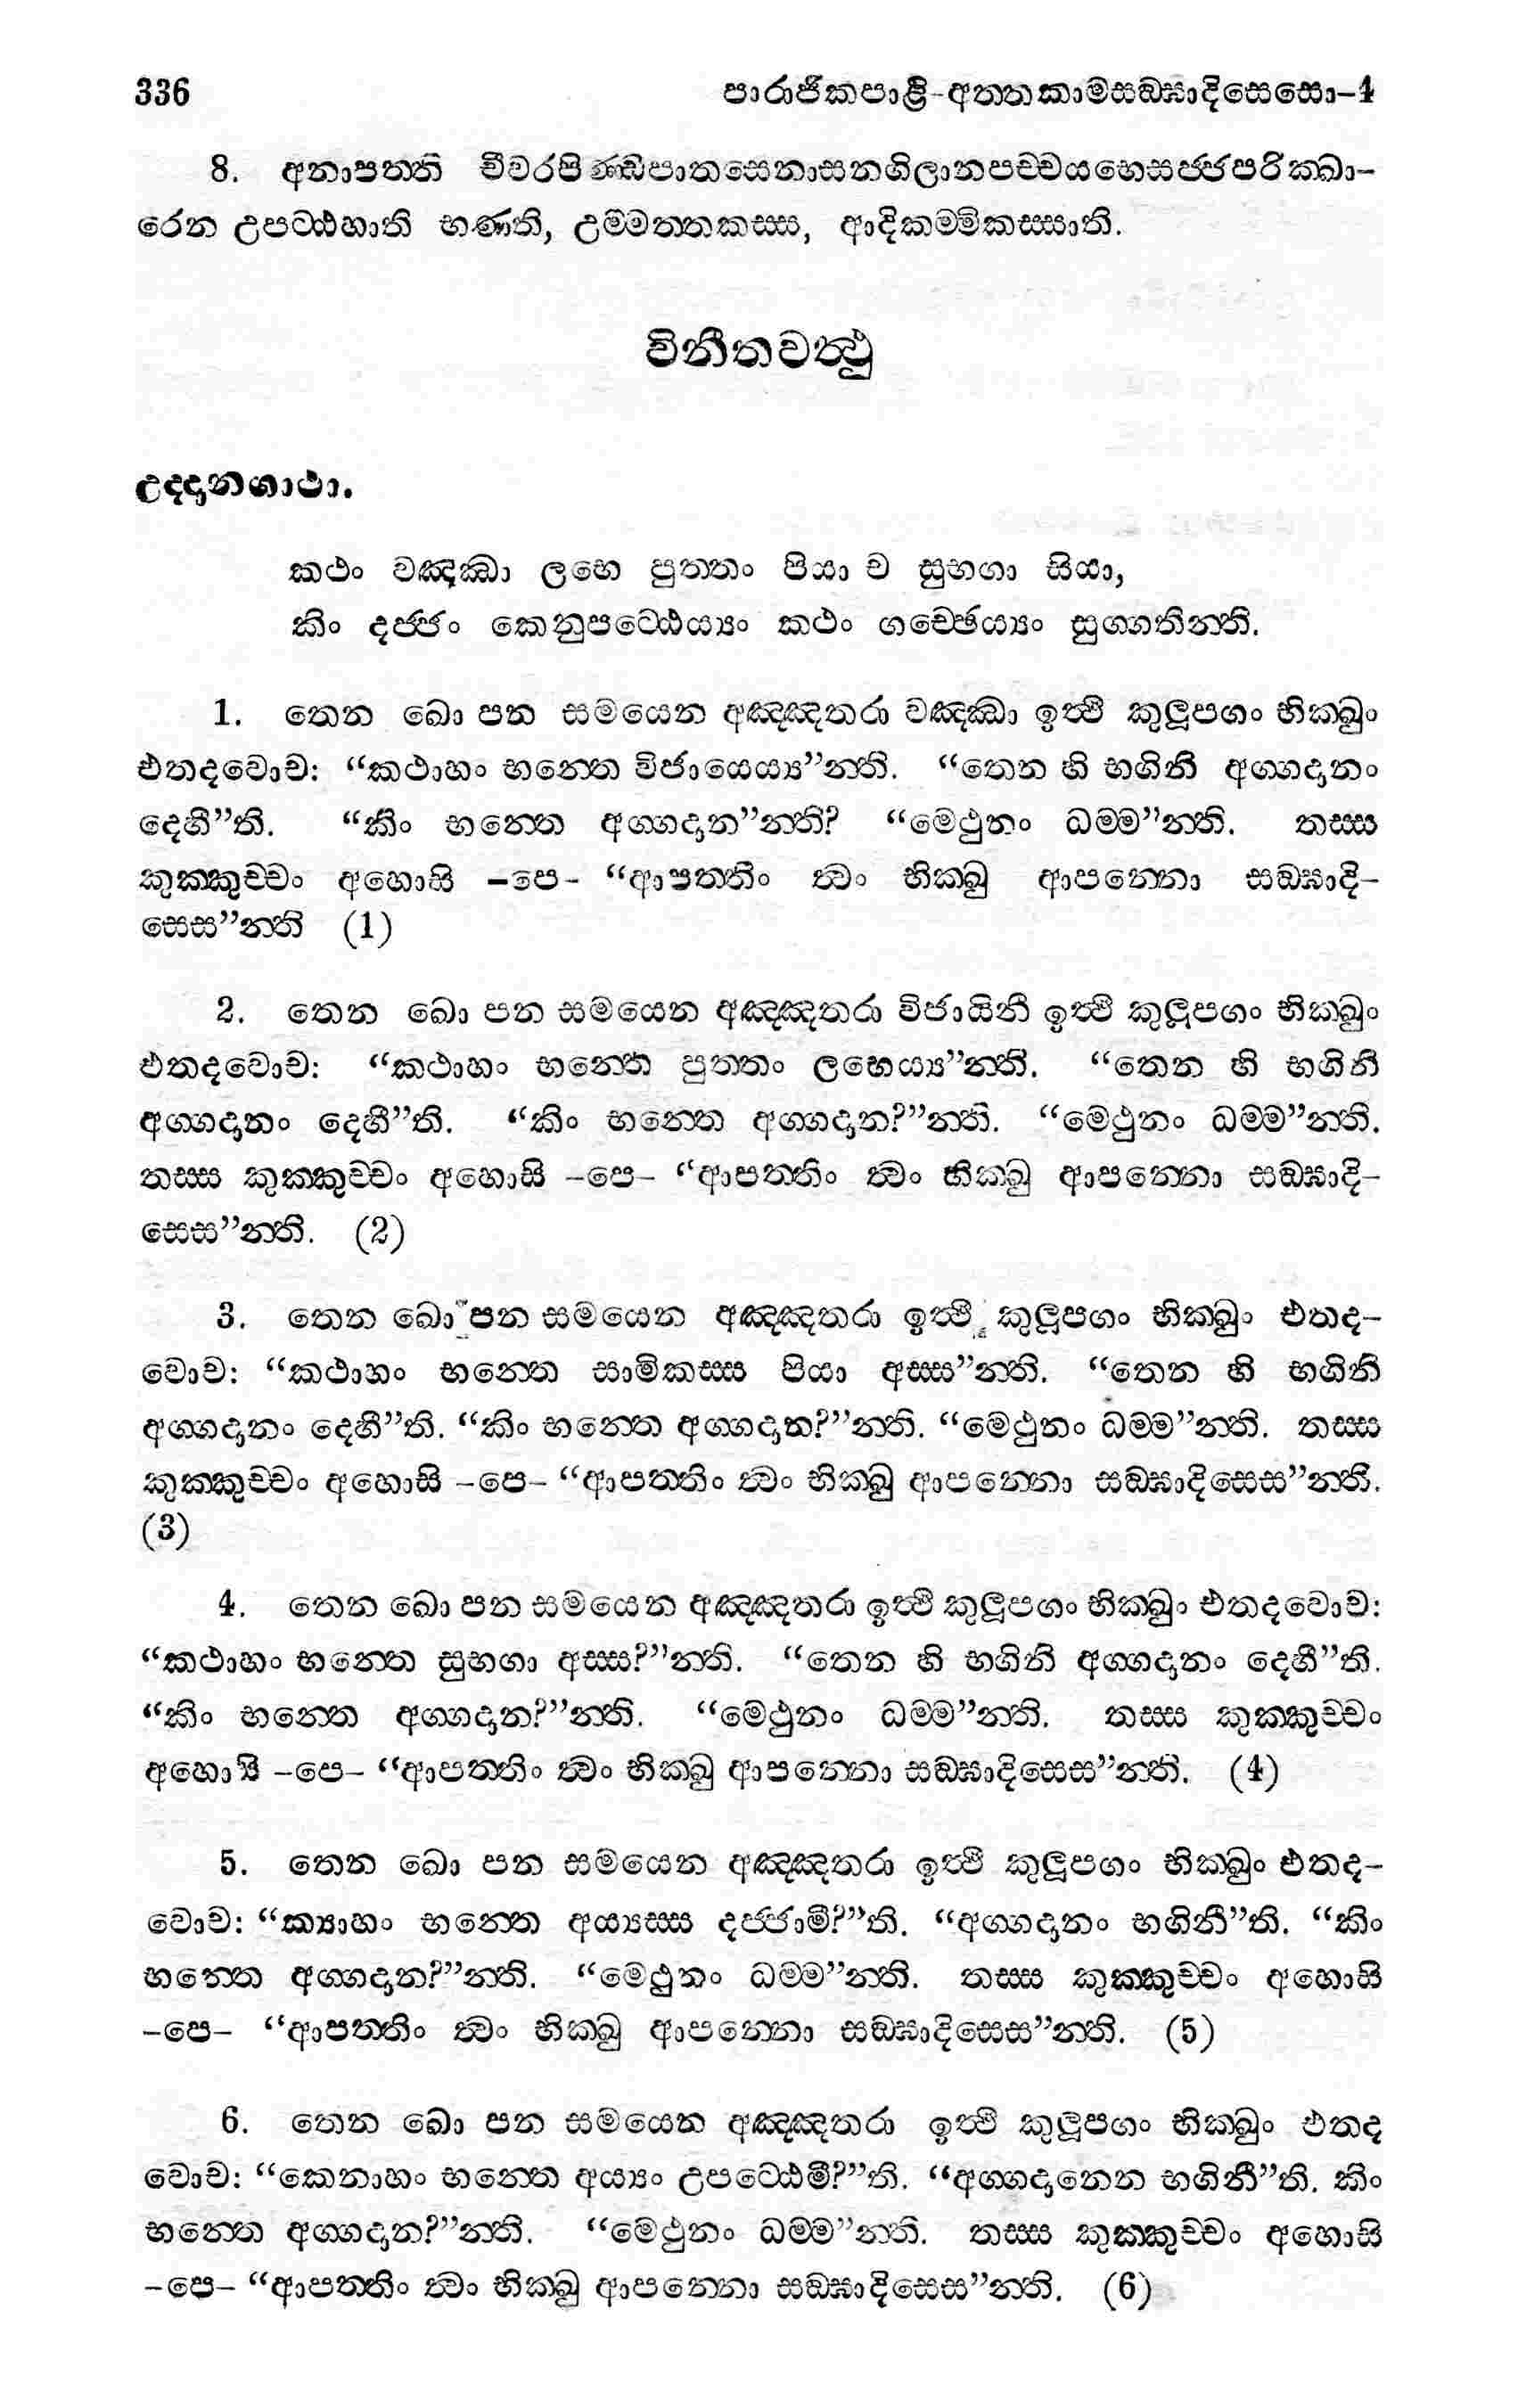 336 පාරාජිකපාළි-අත්තකාමසඞ්ඝාදිසෙසො-4
8. අනාපත්ති චීවරපිණ්ඩපාතසෙනාසනගිලානපච්චයභෙසජ්ජපරික්ඛා-
රෙන උපට්ඨහාති භණති, උම්මත්තකස්ස, ආදිකම්මිකස්සාති.
විනීතවත්ථු
උද්දානගාථා.
කථං වඤ්ඣා ලභෙ පුත්තං පියා ච සුභගා සියා,
කිං දජ්ජං කෙනුපට්ඨෙය්‍යං කථං ගච්ඡෙය්‍යං සුග්ගතින්ති.
1. තෙන ඛො පන සමයෙන අඤ්ඤතරා වඤ්ඣා ඉත්ථි කුලූපගං භික්ඛුං
එතදවොච: “කථාහං භන්තෙ විජායෙය්‍ය”න්ති. “තෙන හි භගිනි අග්ගදානං
දෙහී”ති. “කිං භන්තෙ අග්ගදාන”න්ති? “මෙථුනං ධම්ම”න්ති. තස්ස
කුක්කුච්චං අහොසි -පෙ- “ආපත්තිං ත්වං භික්ඛු ආපන්නො සඞ්ඝාදි-
සෙස”න්ති (1)
2. තෙන ඛො පන සමයෙන අඤ්ඤතරා විජායිනී ඉත්ථි කුලූපගං භික්ඛුං
එතදවොච: “කථාහං භන්තෙ පුත්තං ලභෙය්‍ය”න්ති. “තෙන හි භගිනි
අග්ගදානං දෙහී”ති. “කිං භන්තෙ අග්ගදාන?”න්ති. “මෙථුනං ධම්ම”න්ති.
තස්ස කුක්කුච්චං අහොසි -පෙ- “ආපත්තිං ත්වං භික්ඛු ආපන්නො සඞ්ඝාදි-
සෙස”න්ති. (2)
3. තෙන ඛො පන සමයෙන අඤ්ඤතරා ඉත්ථි කුලූපගං භික්ඛුං එතද-
වොච: “කථාහං භන්තෙ සාමිකස්ස පියා අස්ස”න්ති. “තෙන හි භගිනි
අග්ගදානං දෙහී”ති. “කිං භන්තෙ අග්ගදාන?”න්ති. “මෙථුනං ධම්ම”න්ති. තස්ස
කුක්කුච්චං අහොසි -පෙ- “ආපත්තිං ත්වං භික්ඛු ආපන්නො සඞ්ඝාදිසෙස”න්ති.
(3)
4. තෙන ඛො පන සමයෙන අඤ්ඤතරා ඉත්ථි කුලූපගං භික්ඛුං එතදවොච:
“කථාහං භන්තෙ සුභගා අස්ස?”න්ති. “තෙන හි භගිනි අග්ගදානං දෙහී”ති.
“කිං භන්තෙ අග්ගදාන?”න්ති. “මෙථුනං ධම්ම”න්ති. තස්ස කුක්කුච්චං
අහොසි -පෙ- “ආපත්තිං ත්වං භික්ඛු ආපන්නො සඞ්ඝාදිසෙස”න්ති. (4)
5. තෙන ඛො පන සමයෙන අඤ්ඤතරා ඉත්ථි කුලූපගං භික්ඛුං එතද-
වොච: “ක්‍යාහං භන්තෙ අය්‍යස්ස දජ්ජාමී?”ති. “අග්ගදානං භගිනී”ති. “කිං
භන්තෙ අග්ගදාන?”න්ති. “මෙථුනං ධම්ම”න්ති. තස්ස කුක්කුච්චං අහොසි
-පෙ- “ආපත්තිං ත්වං භික්ඛු ආපන්නො සඞ්ඝාදිසෙස”න්ති. (5)
6. තෙන ඛො පන සමයෙන අඤ්ඤතරා ඉත්ථි කුලූපගං භික්ඛුං එතද
වොච: “කෙනාහං භන්තෙ අය්‍යං උපට්ඨෙමී?”ති. “අග්ගදානෙන භගිනී”ති. කිං
භන්තෙ අග්ගදාන?”න්ති. “මෙථුනං ධම්ම”න්ති. තස්ස කුක්කුච්චං අහොසි
-පෙ- “ආපත්තිං ත්වං භික්ඛු ආපන්නො සඞ්ඝාදිසෙස”න්ති. (6)